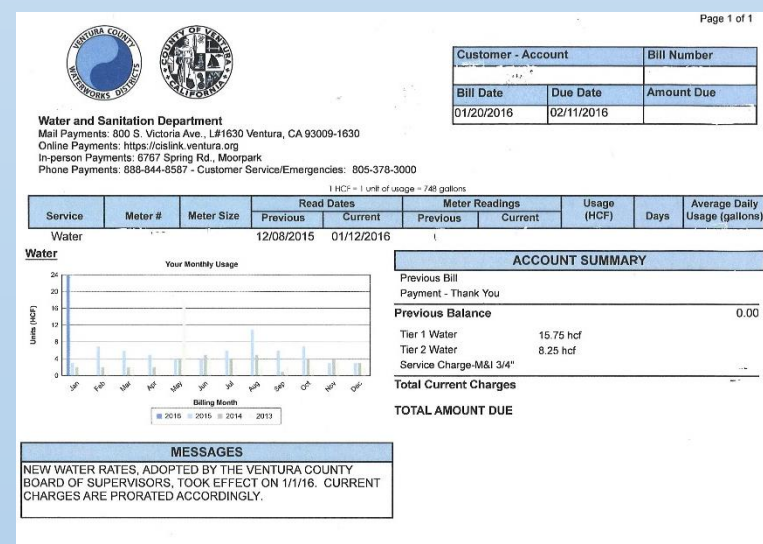 Page 1 of 1
VENTURA COUNTY
WATERWORKS DISTRICTS
COUNTY OF VENTURA
CALIFORNIA
Customer - Account
Bill Number
Bill Date
Due Date
Amount Due
01/20/2016
02/11/2016
Water and Sanitation Department
Mail Payments: 800 S. Victoria Ave., L#1630 Ventura, CA 93009-1630
Online Payments: https://cislink.ventura.org
In-person Payments: 6767 Spring Rd., Moorpark
Phone Payments: 888-844-8587 - Customer Service/Emergencies: 805-378-3000
1 HCF = 1 unit of usage = 748 gallons
Service
Meter #
Meter Size
Read Dates
Previous
Current
Meter Readings
Previous
Current
Usage (HCF)
Days
Average Daily Usage (gallons)
Water
12/08/2015
01/12/2016
Water
Your Monthly Usage
Units (HCF)
24
20
16
12
8
4
0
Jan Feb Mar Apr May Jun Jul Aug Sep Oct Nov Dec
Billing Month
2016 2015 2014 2013
ACCOUNT SUMMARY
Previous Bill
Payment - Thank You
Previous Balance 0.00
Tier 1 Water 15.75 hcf
Tier 2 Water 8.25 hcf
Service Charge-M&I 3/4"
Total Current Charges
TOTAL AMOUNT DUE
MESSAGES
NEW WATER RATES, ADOPTED BY THE VENTURA COUNTY
BOARD OF SUPERVISORS, TOOK EFFECT ON 1/1/16. CURRENT
CHARGES ARE PRORATED ACCORDINGLY.